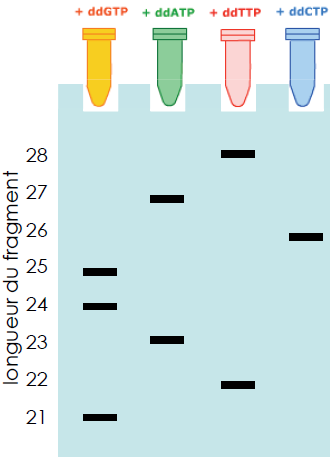 + ddGTP
+ ddATP
+ ddTTP
+ ddCTP
longueur du fragment
28
27
26
25
24
23
22
21